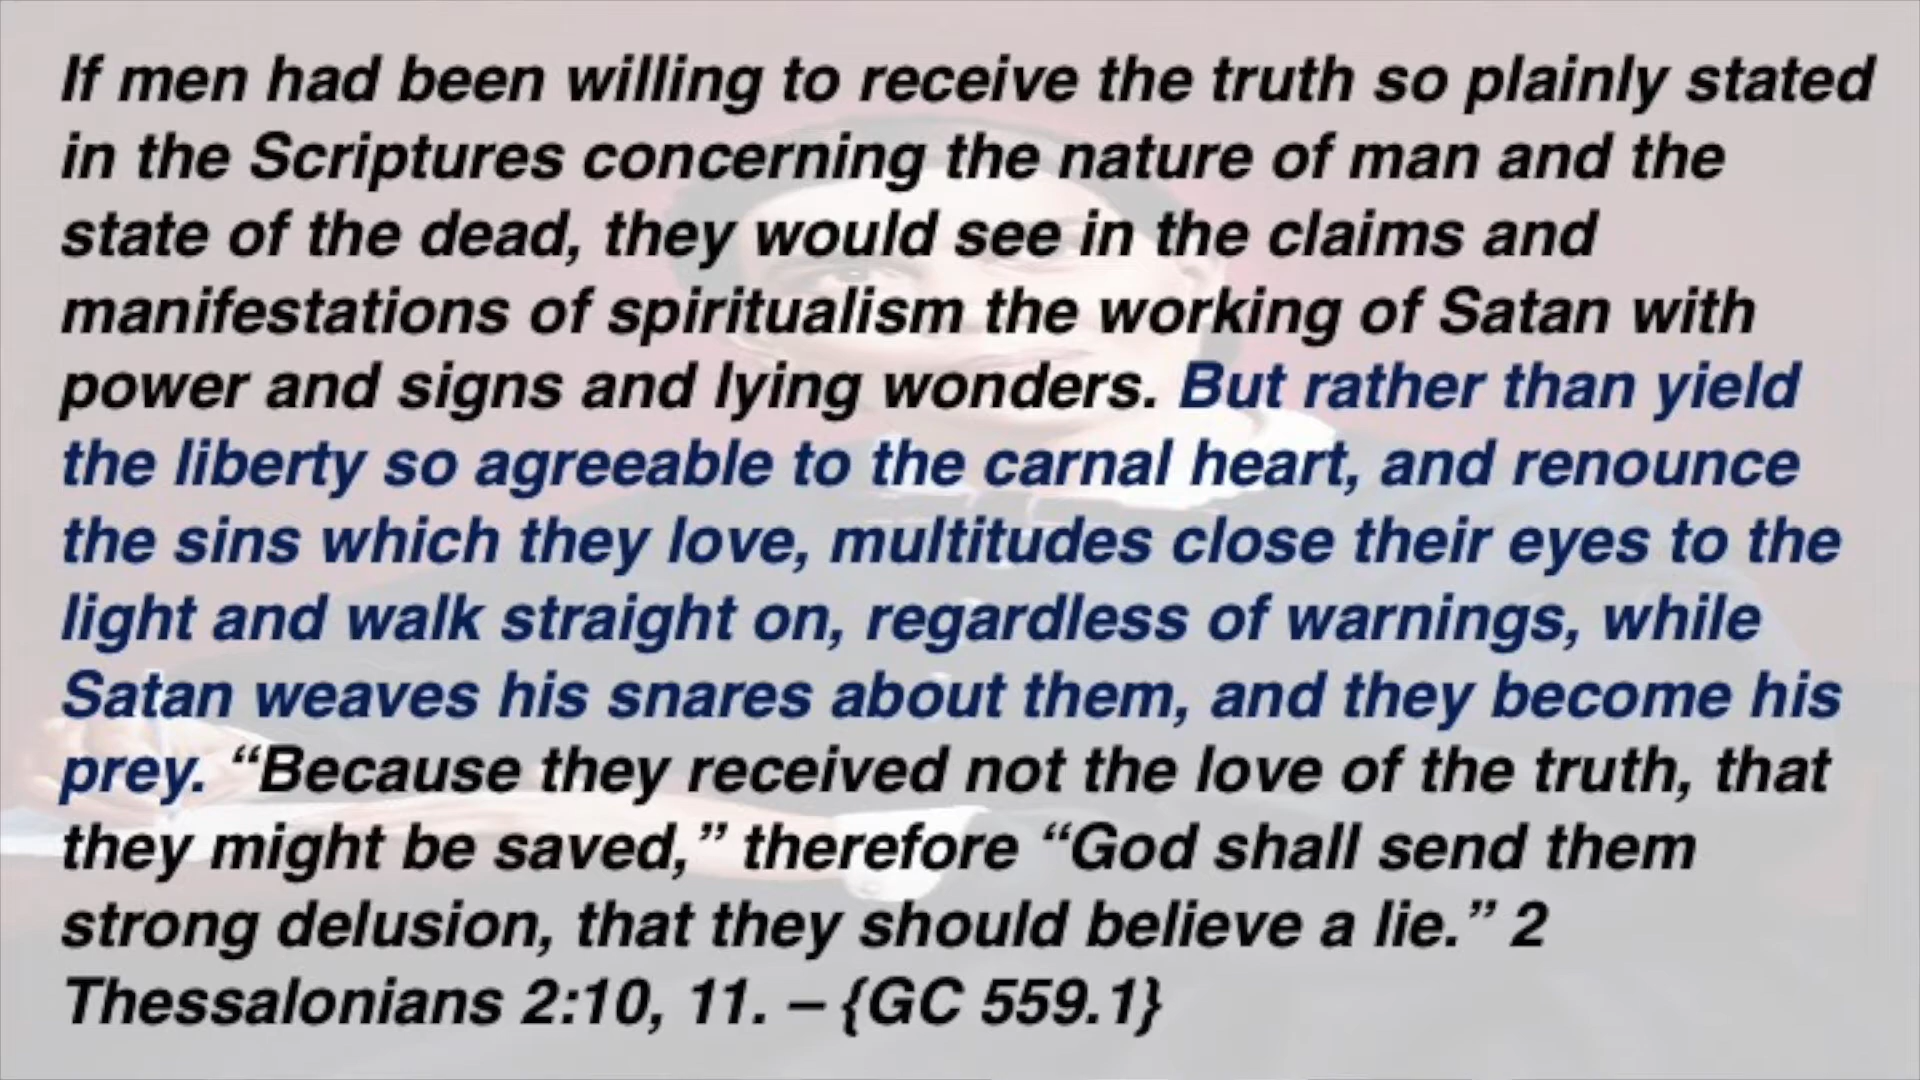 If men had been willing to receive the truth so plainly stated
in the Scriptures concerning the nature of man and the
state of the dead, they would see in the claims and
manifestations of spiritualism the working of Satan with
power and signs and lying wonders. But rather than yield
the liberty so agreeable to the carnal heart, and renounce
the sins which they love, multitudes close their eyes to the
light and walk straight on, regardless of warnings, while
Satan weaves his snares about them, and they become his
prey. “Because they received not the love of the truth, that
they might be saved,” therefore “God shall send them
strong delusion, that they should believe a lie.” 2
Thessalonians 2:10, 11. – {GC 559.1}